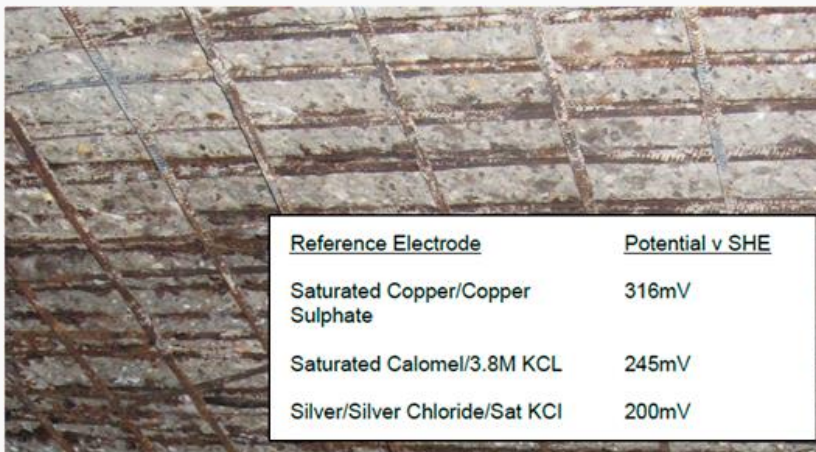 Reference Electrode Potential v SHE
Saturated Copper/Copper 316mV
Sulphate
Saturated Calomel/3.8M KCL 245mV
Silver/Silver Chloride/Sat KCl 200mV